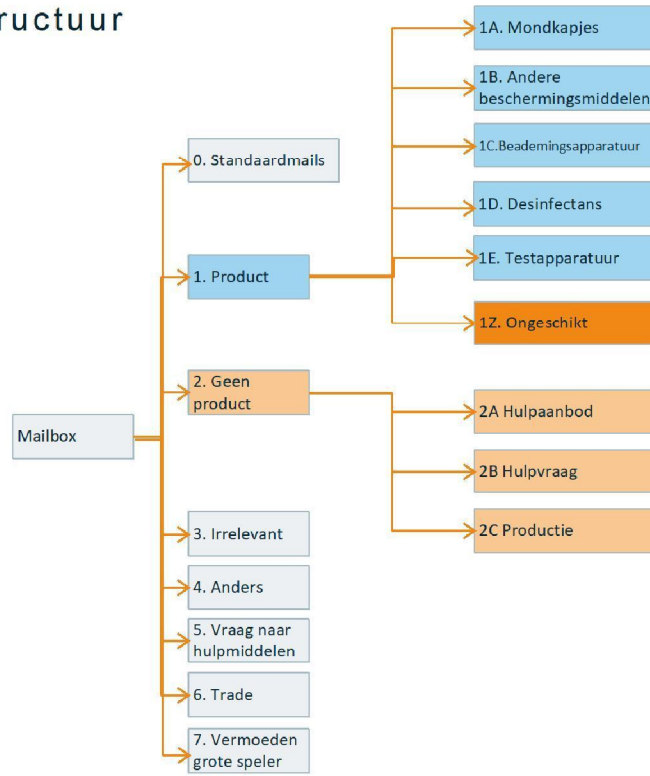 ructuur
1A. Mondkapjes
1B. Andere
beschermingsmiddelen
1C.Beademingsapparatuur
0. Standaardmails
1D. Desinfectans
1E. Testapparatuur
1. Product
1Z. Ongeschikt
2. Geen
product
2A Hulpaanbod
Mailbox
2B Hulpvraag
2C Productie
3. Irrelevant
4. Anders
5. Vraag naar
hulpmiddelen
6. Trade
7. Vermoeden
grote speler